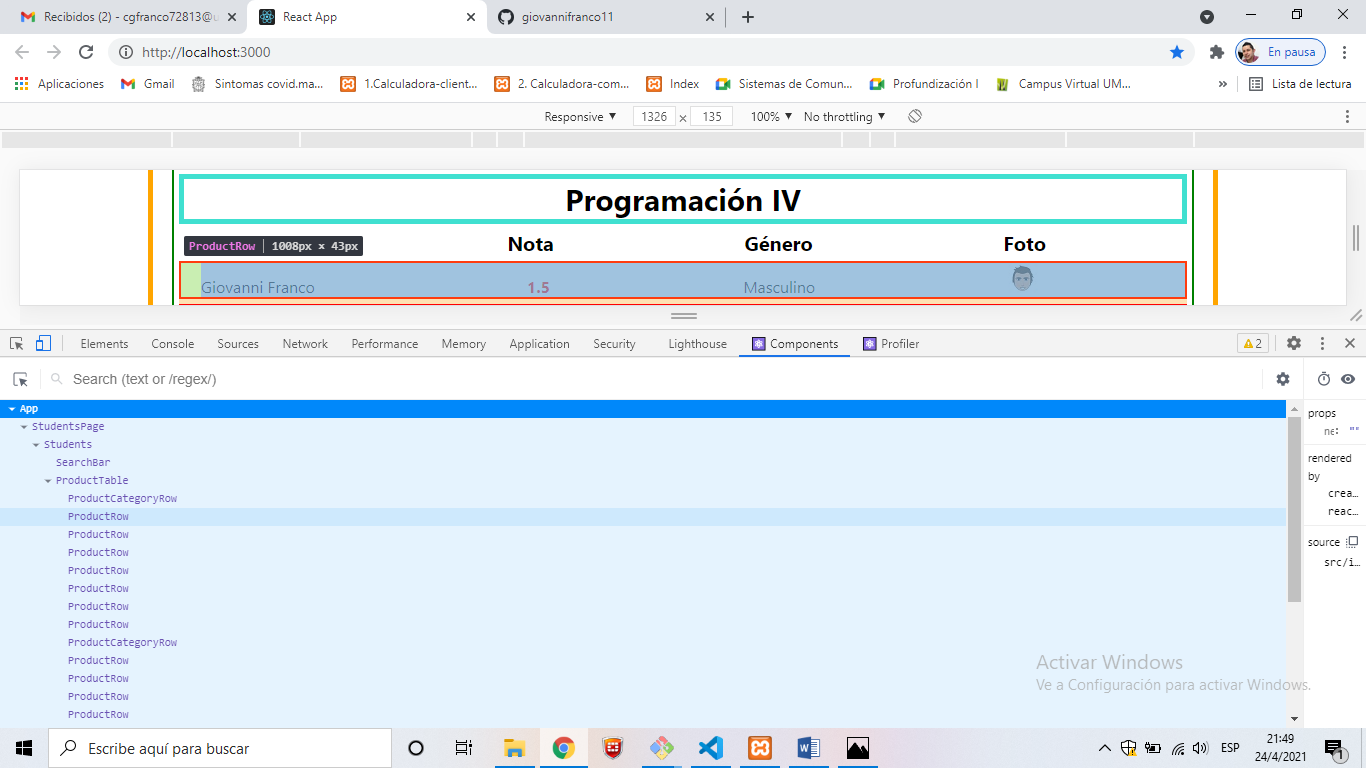 Recibidos (2) - cgfranco72813@u
React App
giovannifranco11
http://localhost:3000
En pausa
Aplicaciones
Gmail
Sintomas covid.ma...
1.Calculadora-client...
2. Calculadora-com...
Index
Sistemas de Comun...
Profundización I
Campus Virtual UM...
»
Lista de lectura
Responsive
1326 × 135
100%
No throttling
Programación IV
ProductRow | 1008px × 43px
Nota
Género
Foto
Giovanni Franco
1.5
Masculino
Elements
Console
Sources
Network
Performance
Memory
Application
Security
Lighthouse
Components
Profiler
2
Search (text or /regex/)
App
StudentsPage
Students
SearchBar
ProductTable
ProductCategoryRow
ProductRow
ProductRow
ProductRow
ProductRow
ProductRow
ProductRow
ProductRow
ProductCategoryRow
ProductRow
ProductRow
ProductRow
ProductRow
props
ne: ""
rendered
by
crea…
reac…
source
src/i…
Activar Windows
Ve a Configuración para activar Windows.
Escribe aquí para buscar
ESP
21:49
24/4/2021
1